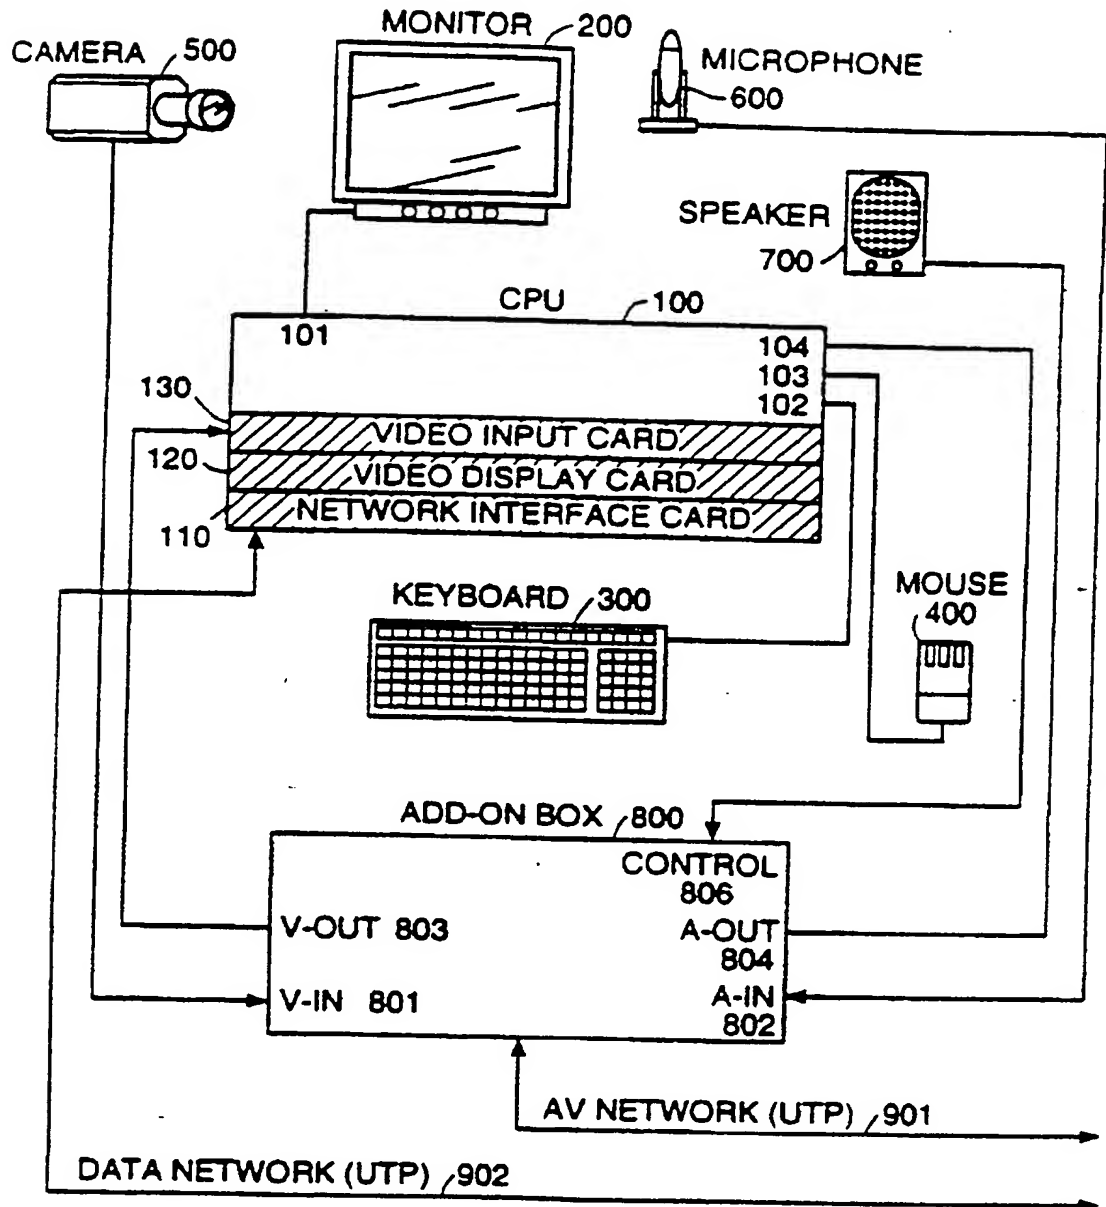 MONITOR 200
CAMERA 500
MICROPHONE
600
SPEAKER
700
CPU 100
101
104
103
102
130
VIDEO INPUT CARD
120
VIDEO DISPLAY CARD
110
NETWORK INTERFACE CARD
KEYBOARD 300
MOUSE
400
ADD-ON BOX 800
CONTROL
806
V-OUT 803
A-OUT
804
V-IN 801
A-IN
802
AV NETWORK (UTP) 901
DATA NETWORK (UTP) 902